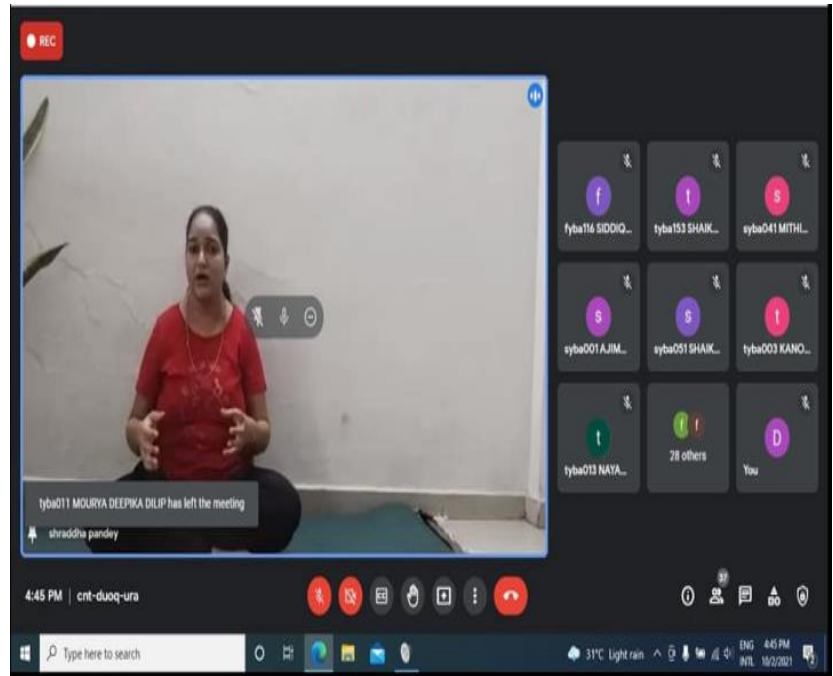 REC
f
t
s
fyba116 SIDDIQ...
tyba153 SHAIK...
syba041 MITHI...
s
s
t
syba001 AJIM...
syba051 SHAIK...
tyba003 KANO...
t
f f
D
tyba013 NAYA...
28 others
You
tyba011 MOURYA DEEPIKA DILIP has left the meeting
shraddha pandey
4:45 PM | cnt-duoq-ura
37
Type here to search
31°C Light rain
ENG 4:45 PM
INTL 10/2/2021
2